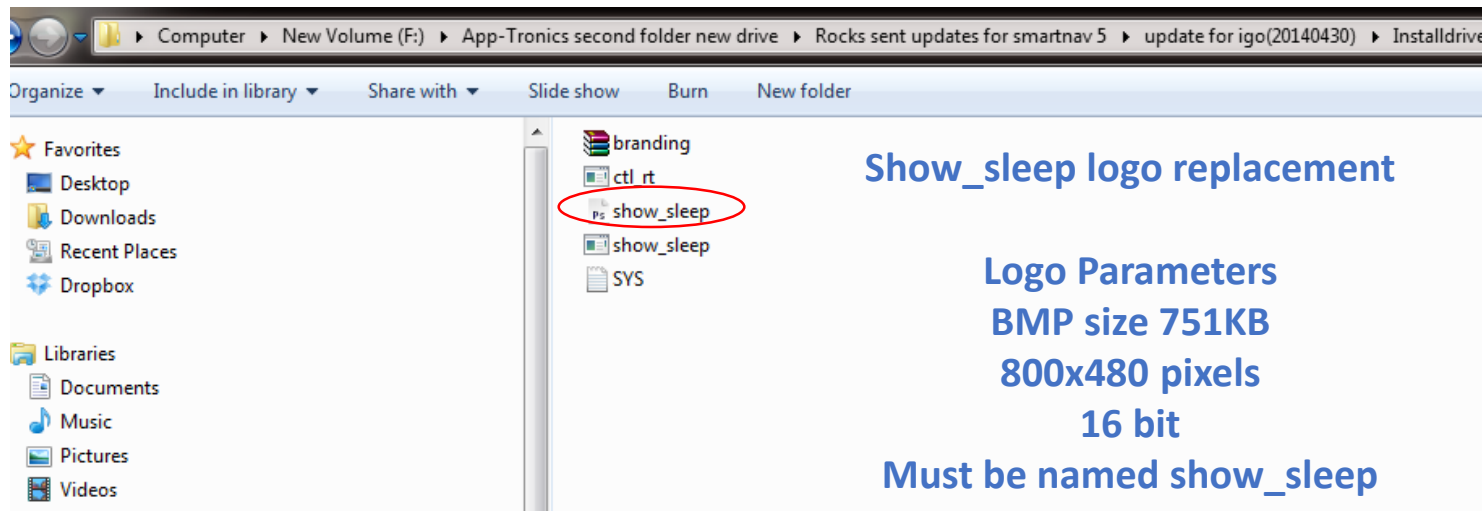 Computer ▸ New Volume (F:) ▸ App-Tronics second folder new drive ▸ Rocks sent updates for smartnav 5 ▸ update for igo(20140430) ▸ Installdrive
Organize ▾ Include in library ▾ Share with ▾ Slide show Burn New folder
Favorites
Desktop
Downloads
Recent Places
Dropbox
Libraries
Documents
Music
Pictures
Videos
branding
ctl_rt
Ps show_sleep
show_sleep
SYS
Show_sleep logo replacement
Logo Parameters
BMP size 751KB
800x480 pixels
16 bit
Must be named show_sleep